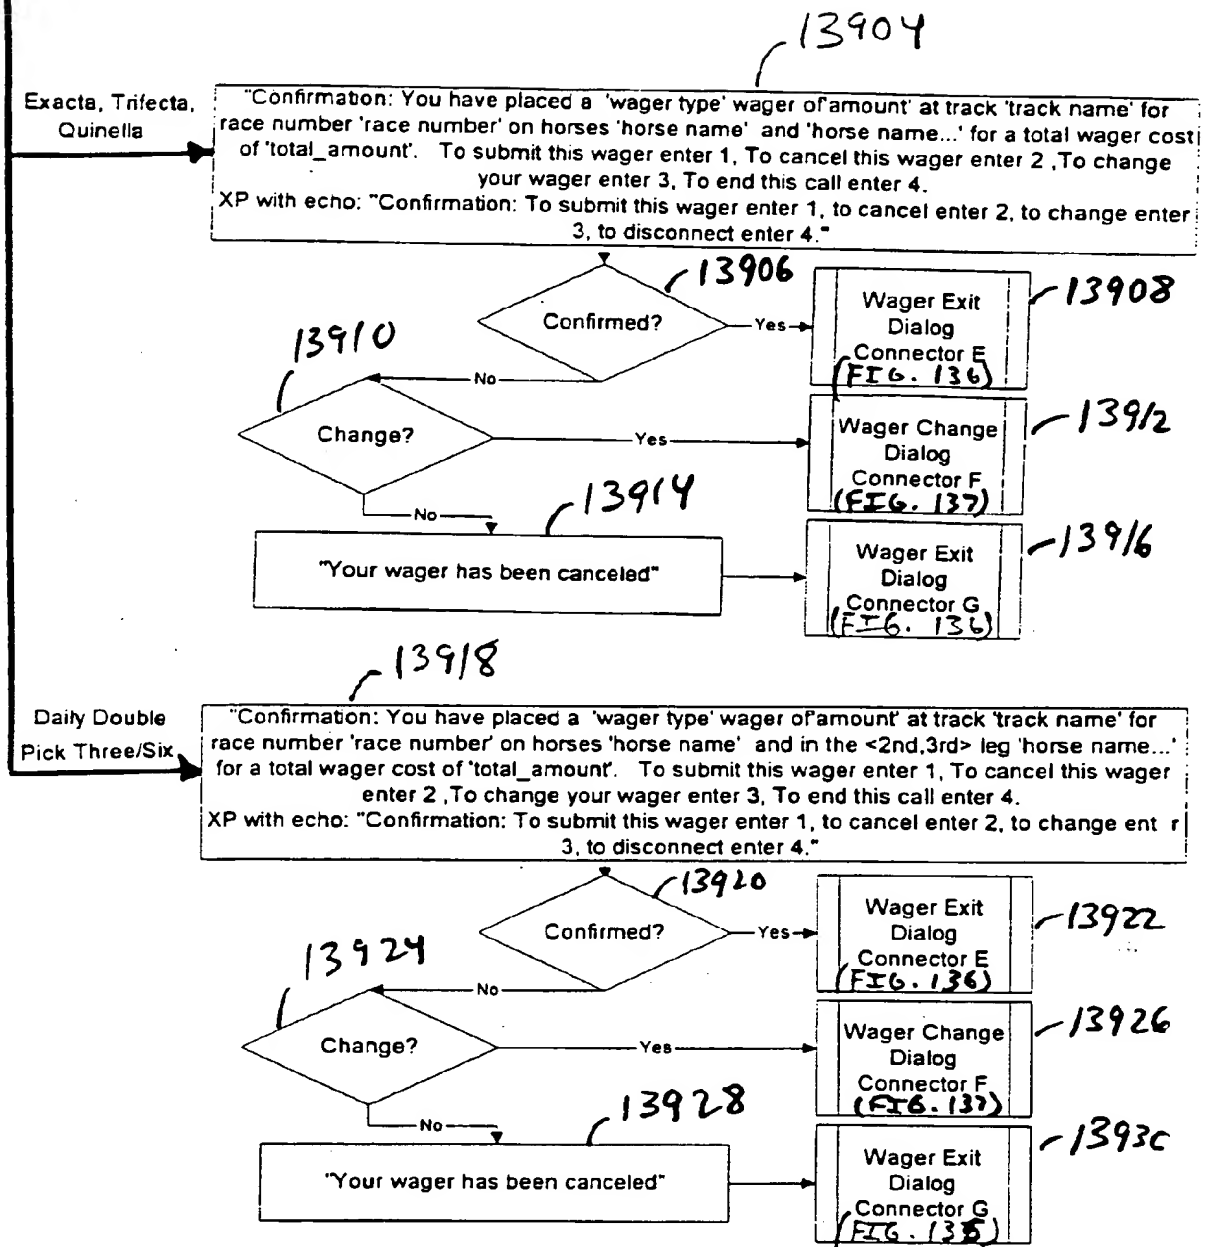 13904
Exacta, Trifecta,
Quinella
"Confirmation: You have placed a 'wager type' wager of'amount' at track 'track name' for
race number 'race number' on horses 'horse name' and 'horse name...' for a total wager cost
of 'total_amount'. To submit this wager enter 1, To cancel this wager enter 2 ,To change
your wager enter 3, To end this call enter 4.
XP with echo: "Confirmation: To submit this wager enter 1, to cancel enter 2, to change enter
3, to disconnect enter 4."
13906
Confirmed?
Yes
Wager Exit
Dialog
Connector E
(FIG. 136)
13908
13910
No
Change?
Yes
Wager Change
Dialog
Connector F
(FIG. 137)
13912
No
13914
"Your wager has been canceled"
Wager Exit
Dialog
Connector G
(FIG. 136)
13916
13918
Daily Double
Pick Three/Six
"Confirmation: You have placed a 'wager type' wager of'amount' at track 'track name' for
race number 'race number' on horses 'horse name' and in the <2nd,3rd> leg 'horse name...'
for a total wager cost of 'total_amount'. To submit this wager enter 1, To cancel this wager
enter 2 ,To change your wager enter 3, To end this call enter 4.
XP with echo: "Confirmation: To submit this wager enter 1, to cancel enter 2, to change ent r
3, to disconnect enter 4."
13920
Confirmed?
Yes
Wager Exit
Dialog
Connector E
(FIG. 136)
13922
13924
No
Change?
Yes
Wager Change
Dialog
Connector F
(FIG. 137)
13926
No
13928
"Your wager has been canceled"
Wager Exit
Dialog
Connector G
(FIG.
13930